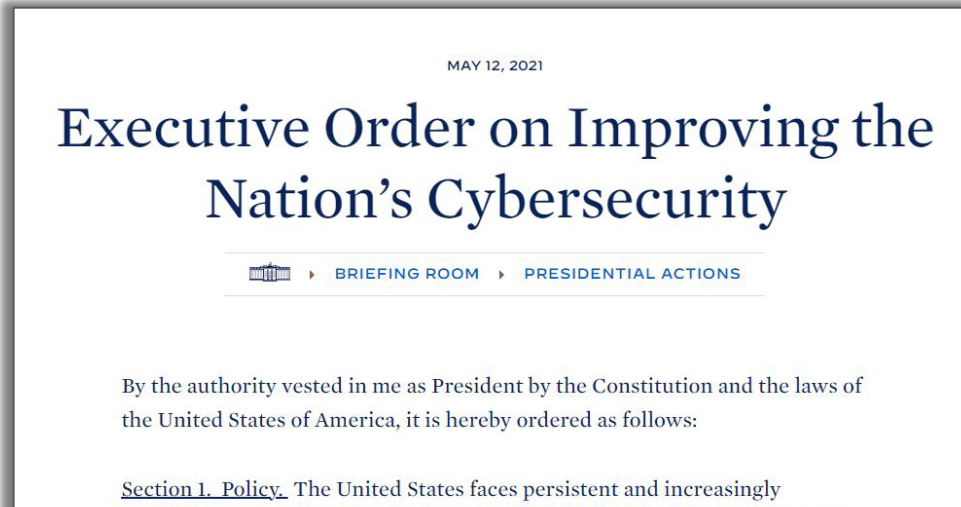 MAY 12, 2021
Executive Order on Improving the
Nation’s Cybersecurity
BRIEFING ROOM PRESIDENTIAL ACTIONS
By the authority vested in me as President by the Constitution and the laws of
the United States of America, it is hereby ordered as follows:
Section 1. Policy. The United States faces persistent and increasingly